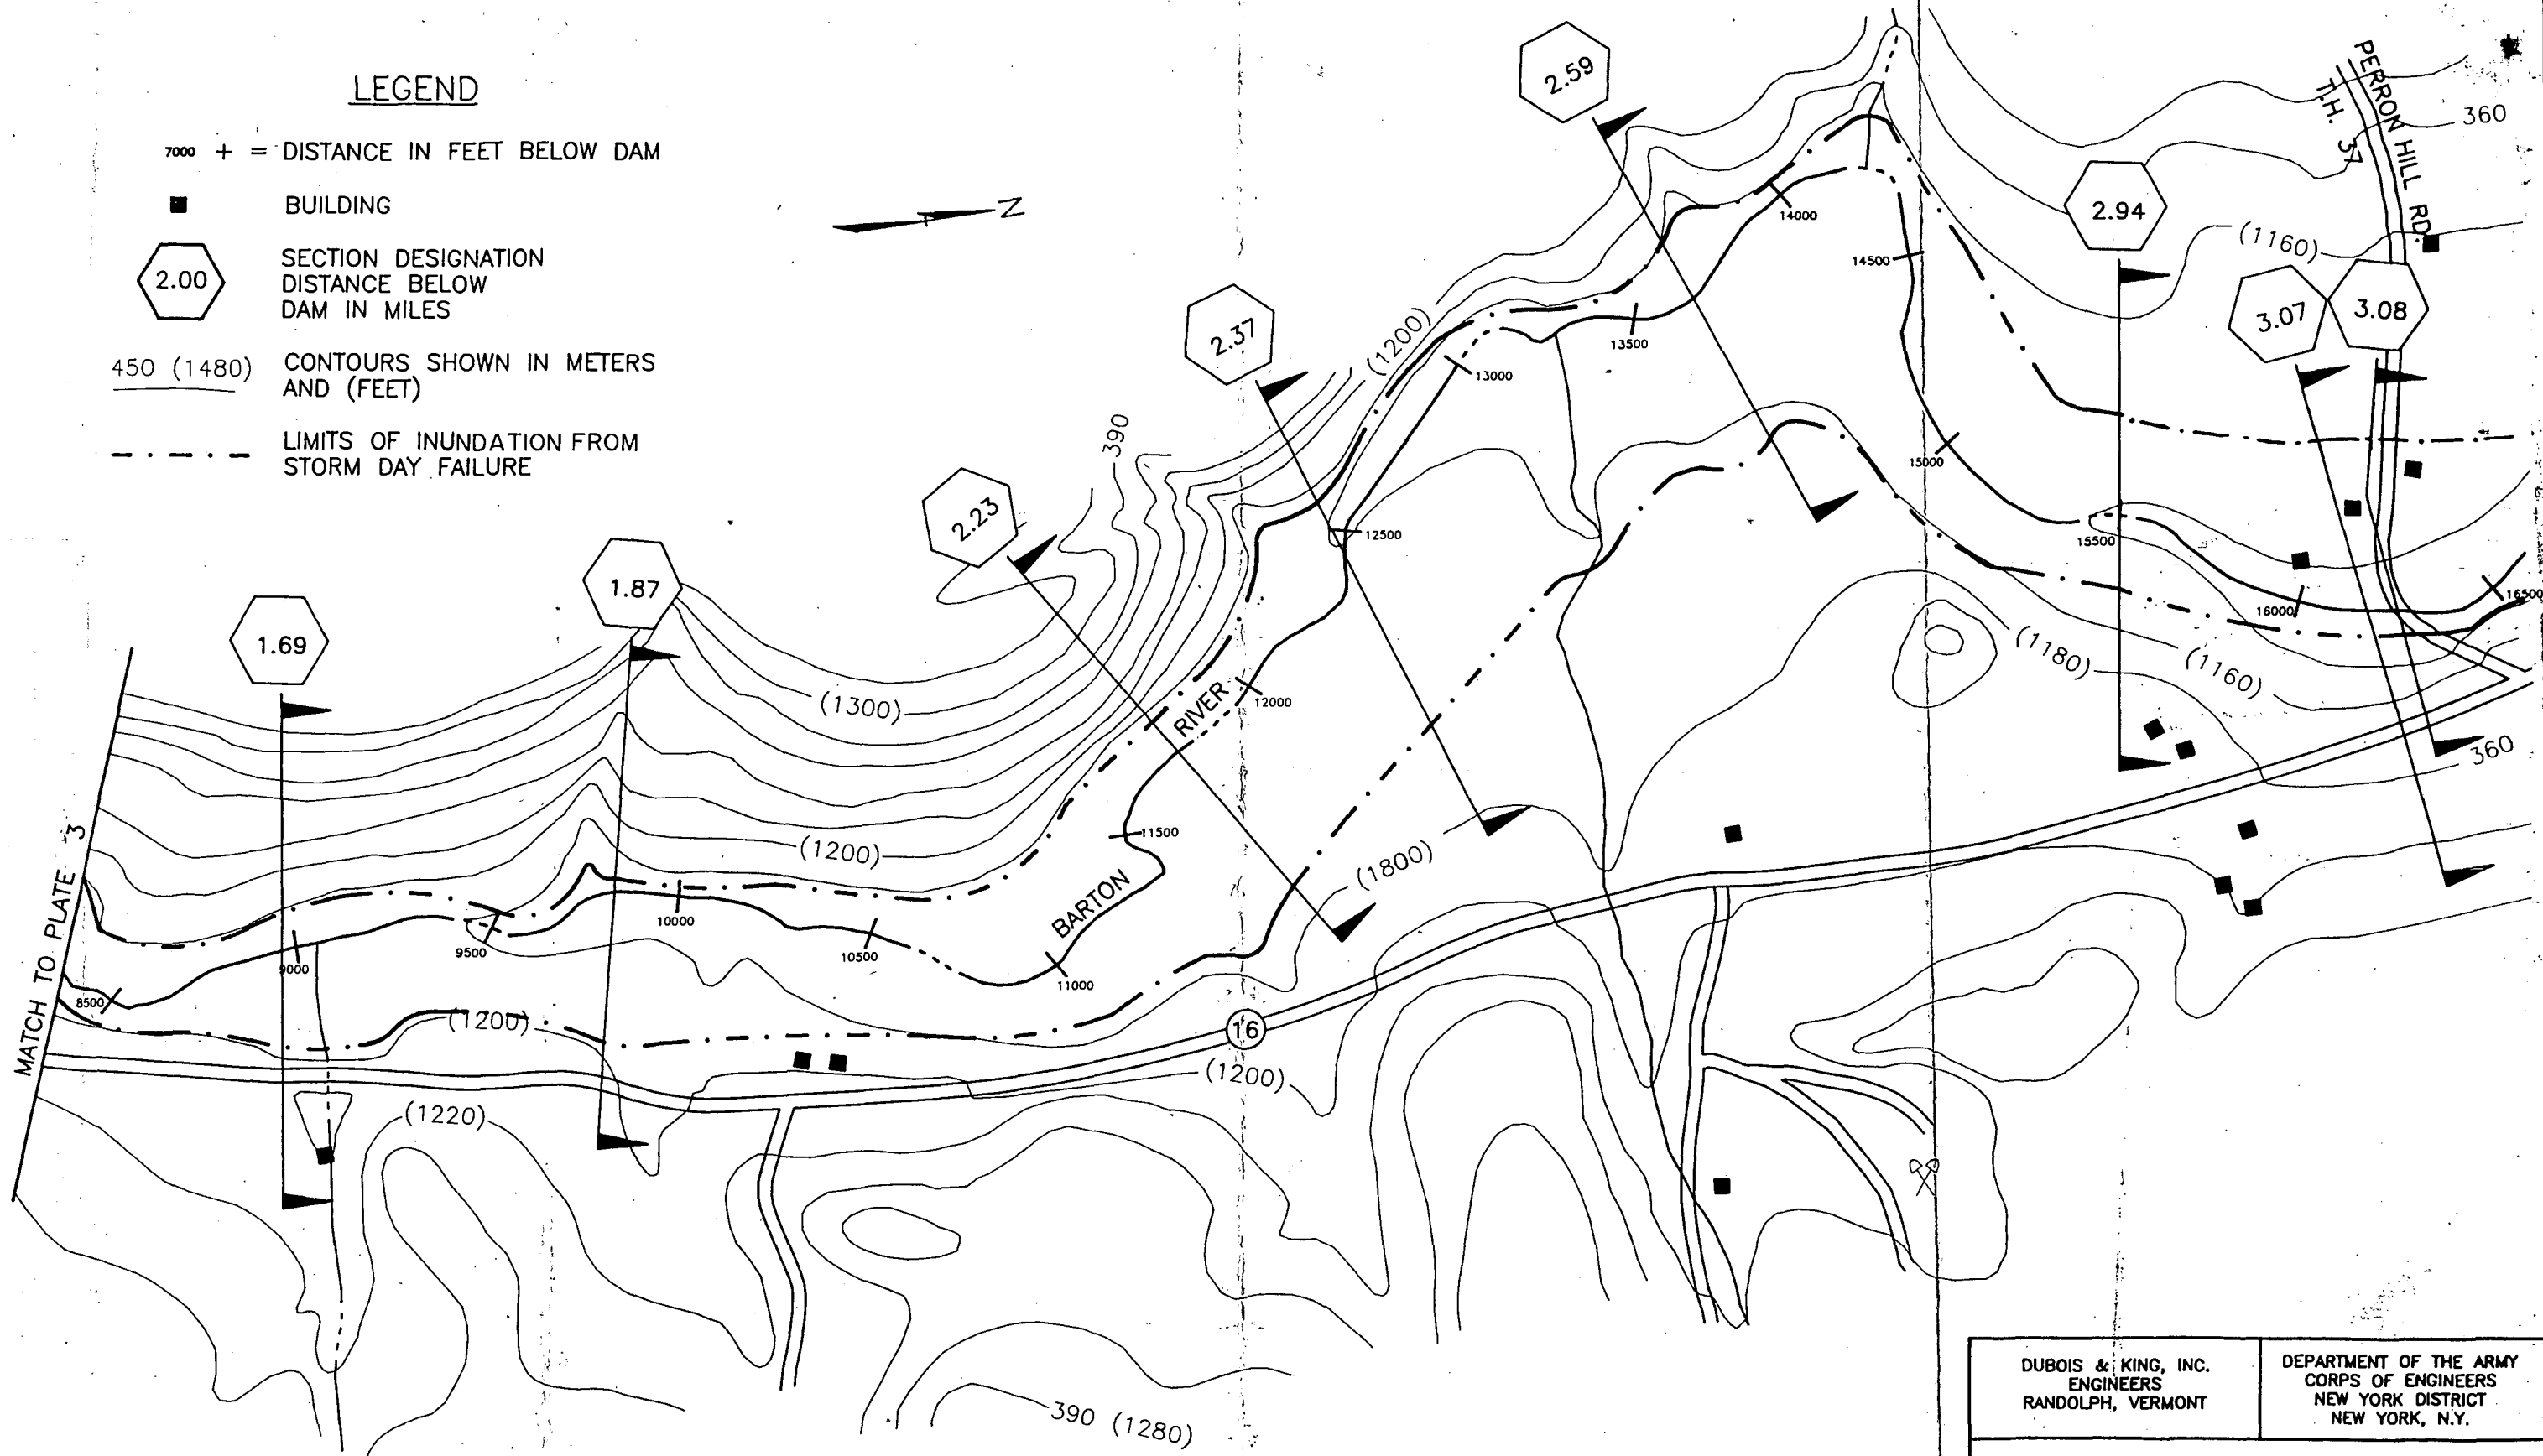 LEGEND
7000 + = DISTANCE IN FEET BELOW DAM
BUILDING
2.00
SECTION DESIGNATION
DISTANCE BELOW
DAM IN MILES
450 (1480)
CONTOURS SHOWN IN METERS
AND (FEET)
LIMITS OF INUNDATION FROM
STORM DAY FAILURE
N
2.59
PERRON HILL RD.
T.H. 37
360
2.94
(1160)
3.07
3.08
2.37
(1200)
14000
14500
13500
13000
390
2.23
12500
15000
15500
16000
16500
1.87
1.69
(1300)
RIVER
12000
(1180)
(1160)
360
11500
(1200)
(1800)
BARTON
MATCH TO PLATE 3
8500
9000
9500
10000
10500
11000
(1200)
16
(1200)
(1220)
390 (1280)
DUBOIS & KING, INC.
ENGINEERS
RANDOLPH, VERMONT
DEPARTMENT OF THE ARMY
CORPS OF ENGINEERS
NEW YORK DISTRICT
NEW YORK, N.Y.